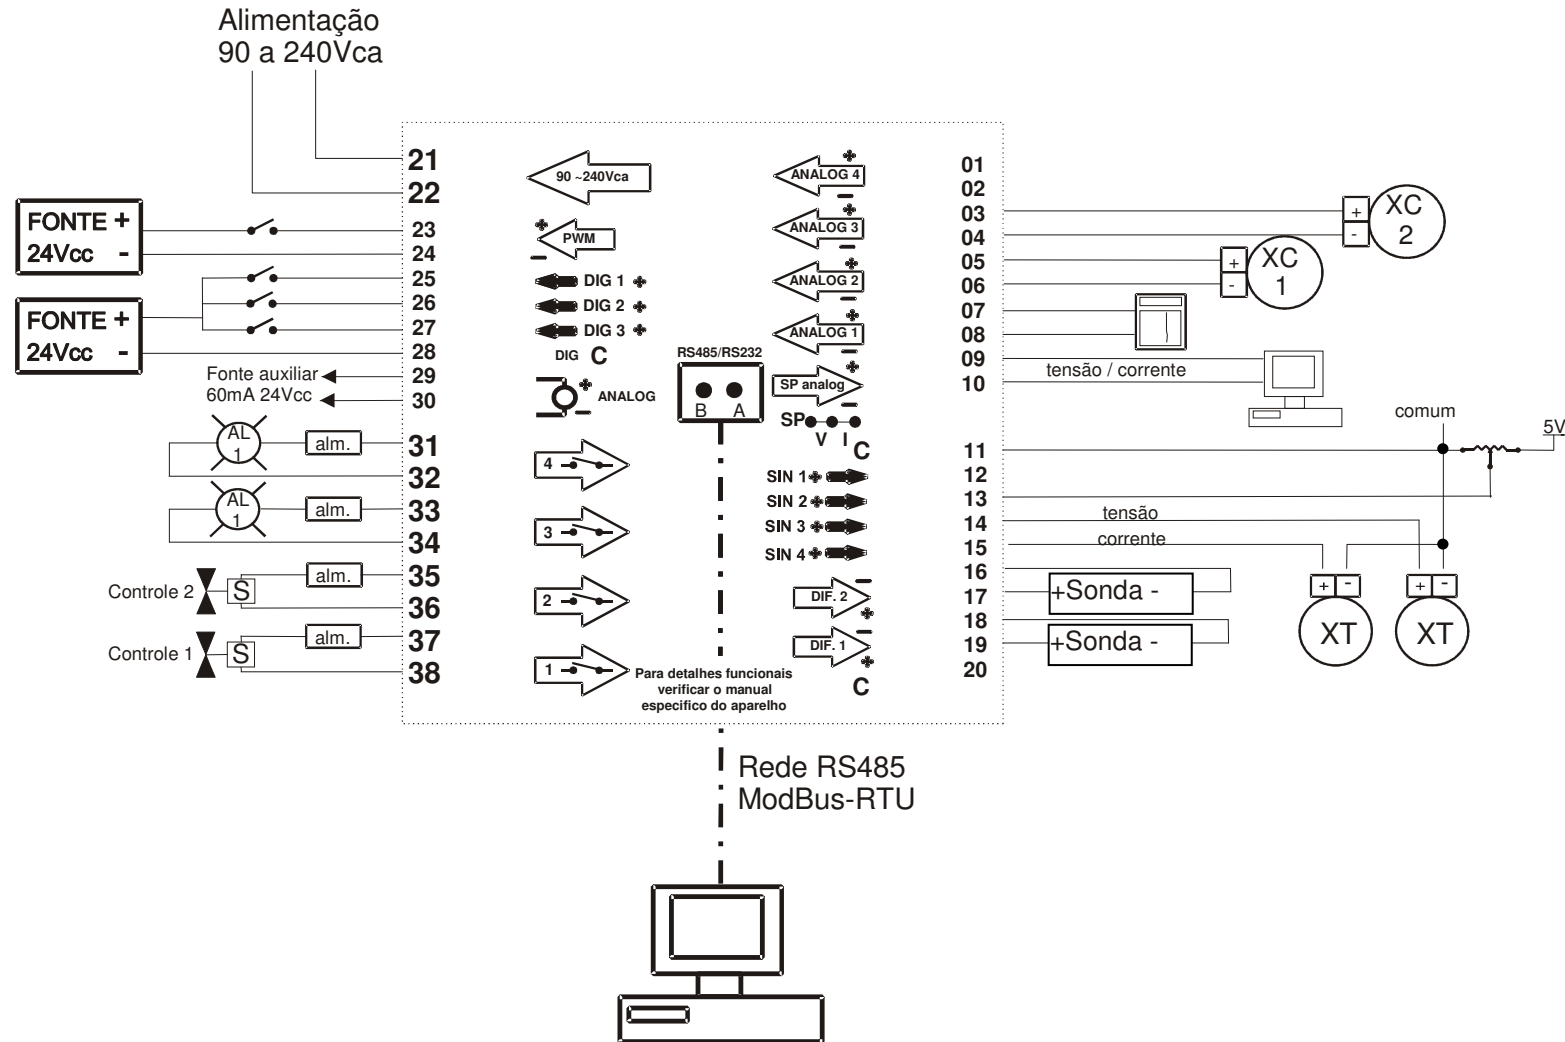 Alimentação
90 a 240Vca
21
22
FONTE +
24Vcc -
23
24
25
26
27
28
FONTE +
24Vcc -
Fonte auxiliar
60mA 24Vcc
29
30
AL
1
alm.
31
32
AL
1
alm.
33
34
Controle 2
S
alm.
35
36
Controle 1
S
alm.
37
38
90 ~240Vca
+
PWM
-
DIG 1 +
DIG 2 +
DIG 3 +
DIG C
+
ANALOG
-
4
3
2
1
RS485/RS232
B A
Para detalhes funcionais
verificar o manual
especifico do aparelho
+
ANALOG 4
-
+
ANALOG 3
-
+
ANALOG 2
-
+
ANALOG 1
-
+
SP analog
-
SP
V I
C
SIN 1 +
SIN 2 +
SIN 3 +
SIN 4 +
-
DIF. 2
+
-
DIF. 1
+
C
01
02
03
04
05
06
07
08
09
10
11
12
13
14
15
16
17
18
19
20
+
-
XC
2
+
-
XC
1
tensão / corrente
comum
5V
tensão
corrente
+Sonda -
+Sonda -
+ -
XT
+ -
XT
Rede RS485
ModBus-RTU